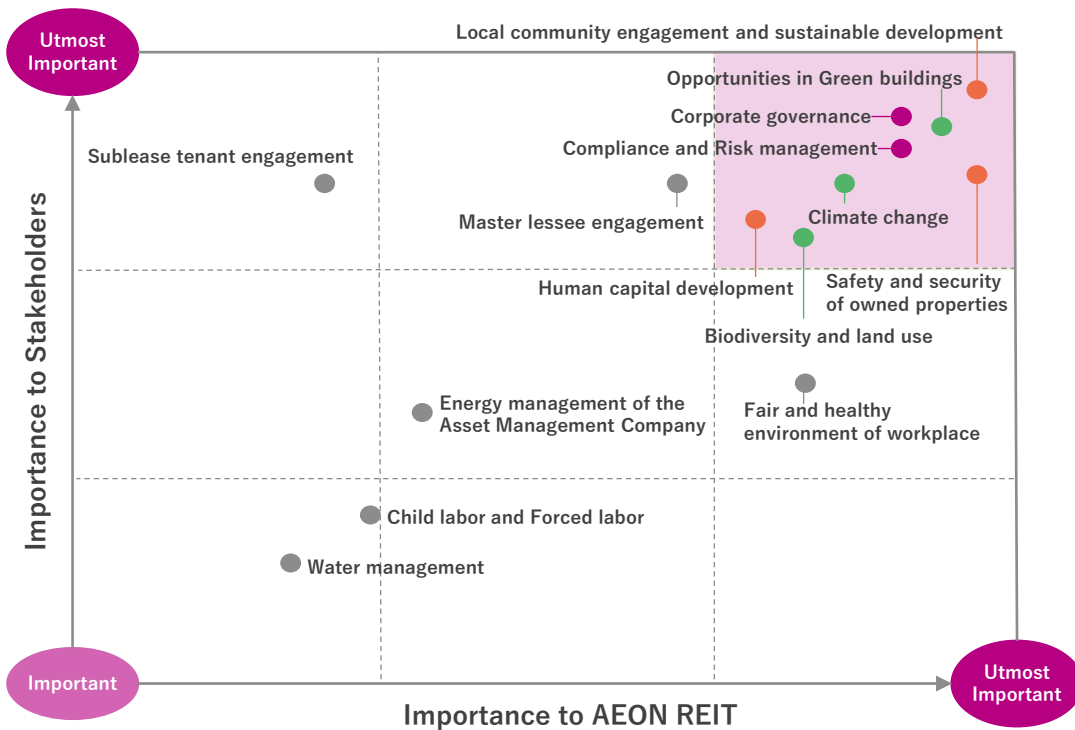 Utmost
Important
Local community engagement and sustainable development
Opportunities in Green buildings
Corporate governance
Compliance and Risk management
Sublease tenant engagement
Master lessee engagement
Climate change
Human capital development
Safety and security
of owned properties
Biodiversity and land use
Energy management of the
Asset Management Company
Fair and healthy
environment of workplace
Child labor and Forced labor
Water management
Importance to Stakeholders
Important
Importance to AEON REIT
Utmost
Important